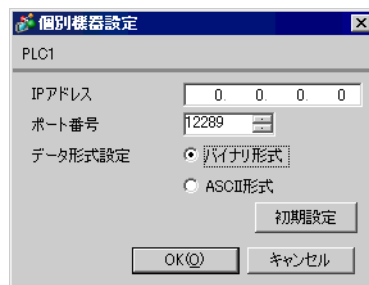 個別機器設定
PLC1
IPアドレス 0. 0. 0. 0
ポート番号 12289
データ形式設定 バイナリ形式
ASCII形式
初期設定
OK(O) キャンセル